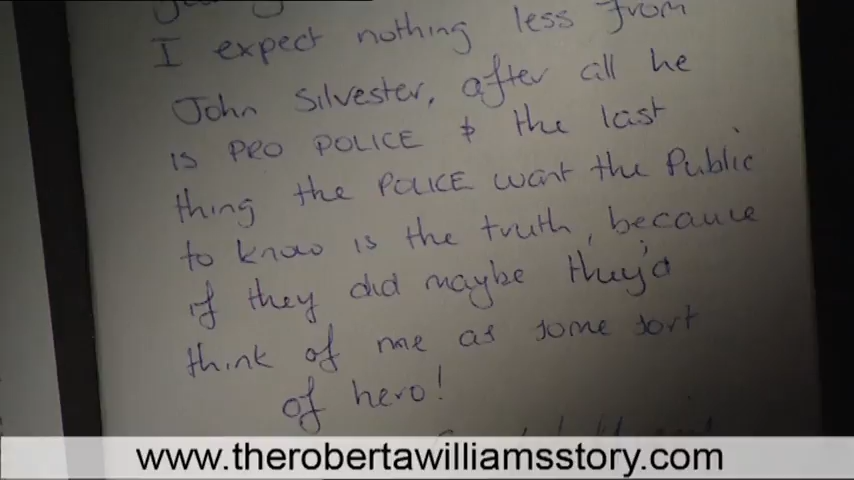 I expect nothing less from
John Silvester, after all he
is PRO POLICE & the last
thing the POLICE want the Public
to know is the truth, because
if they did maybe they'd
think of me as some sort
of hero!
www.therobertawilliamsstory.com